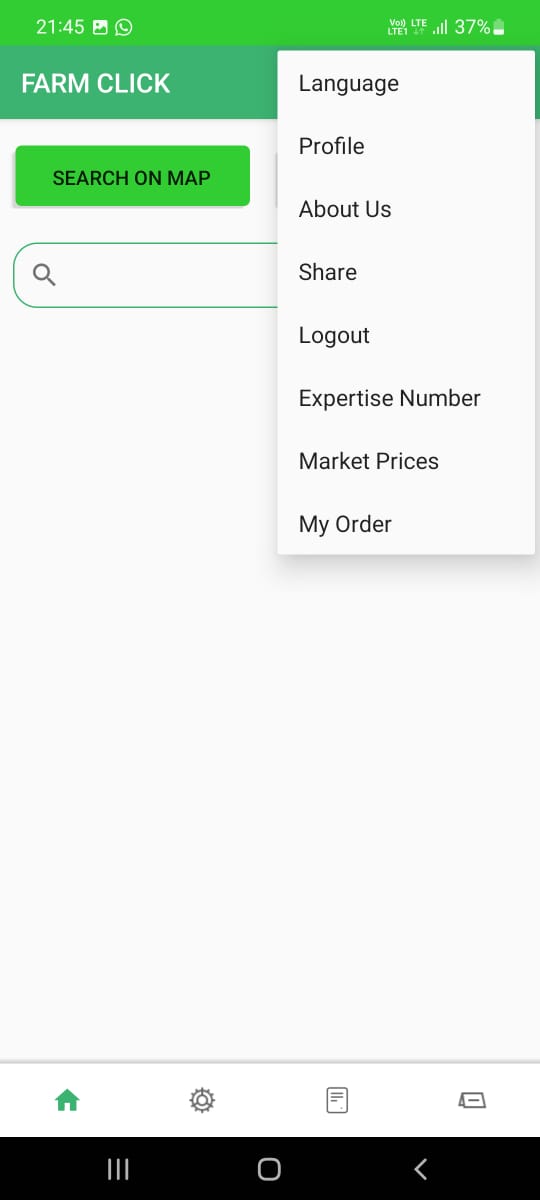 21:45
Vo)) LTE
LTE1
37%
FARM CLICK
SEARCH ON MAP
Language
Profile
About Us
Share
Logout
Expertise Number
Market Prices
My Order